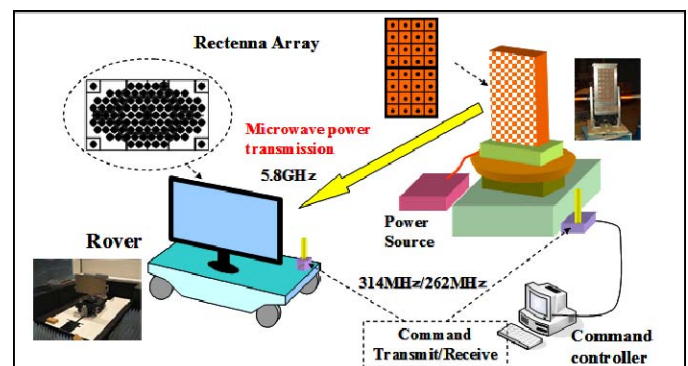 Rectenna Array
Microwave power
transmission
5.8GHz
Power
Source
Rover
314MHz/262MHz
Command
Transmit/Receive
Command
controller